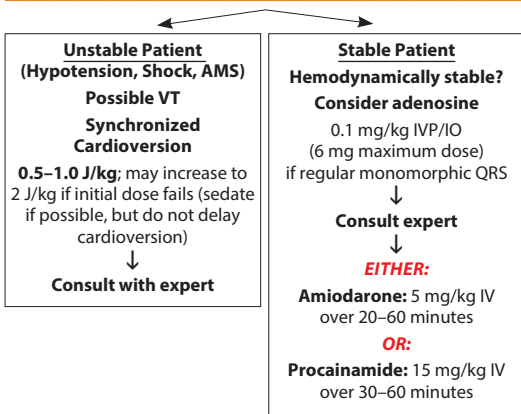 Unstable Patient
(Hypotension, Shock, AMS)
Possible VT
Synchronized
Cardioversion
0.5–1.0 J/kg; may increase to
2 J/kg if initial dose fails (sedate
if possible, but do not delay
cardioversion)
↓
Consult with expert
Stable Patient
Hemodynamically stable?
Consider adenosine
0.1 mg/kg IVP/IO
(6 mg maximum dose)
if regular monomorphic QRS
↓
Consult expert
↓
EITHER:
Amiodarone: 5 mg/kg IV
over 20–60 minutes
OR:
Procainamide: 15 mg/kg IV
over 30–60 minutes